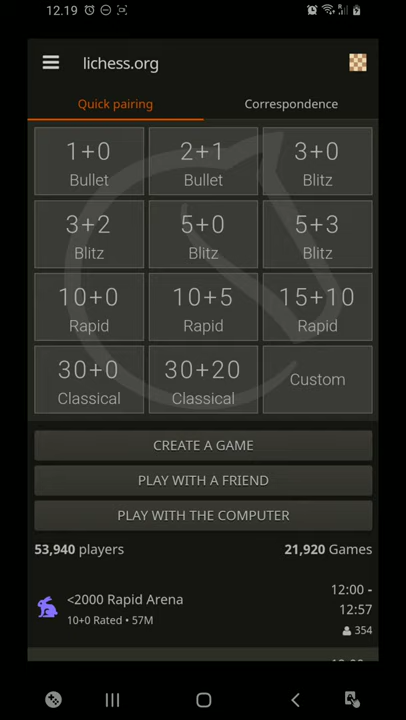 12.19
lichess.org
Quick pairing
Correspondence
1+0
Bullet
2+1
Bullet
3+0
Blitz
3+2
Blitz
5+0
Blitz
5+3
Blitz
10+0
Rapid
10+5
Rapid
15+10
Rapid
30+0
Classical
30+20
Classical
Custom
CREATE A GAME
PLAY WITH A FRIEND
PLAY WITH THE COMPUTER
53,940 players
21,920 Games
<2000 Rapid Arena
10+0 Rated • 57M
12:00 -
12:57
354